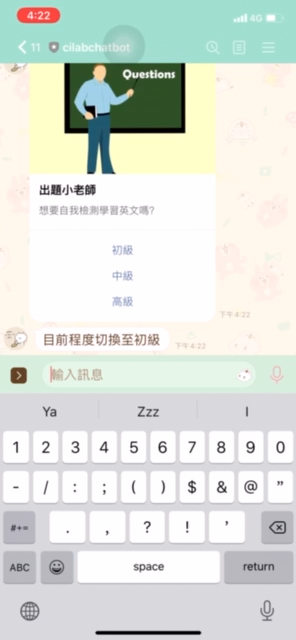 4:22
4G
11 cilabchatbot
Questions
出題小老師
想要自我檢測學習英文嗎?
初級
中級
高級
下午 4:22
目前程度切換至初級
下午 4:22
輸入訊息
Ya Zzz I
1 2 3 4 5 6 7 8 9 0
- / : ; ( ) $ & @ ”
#+= . , ? ! ’
ABC space return